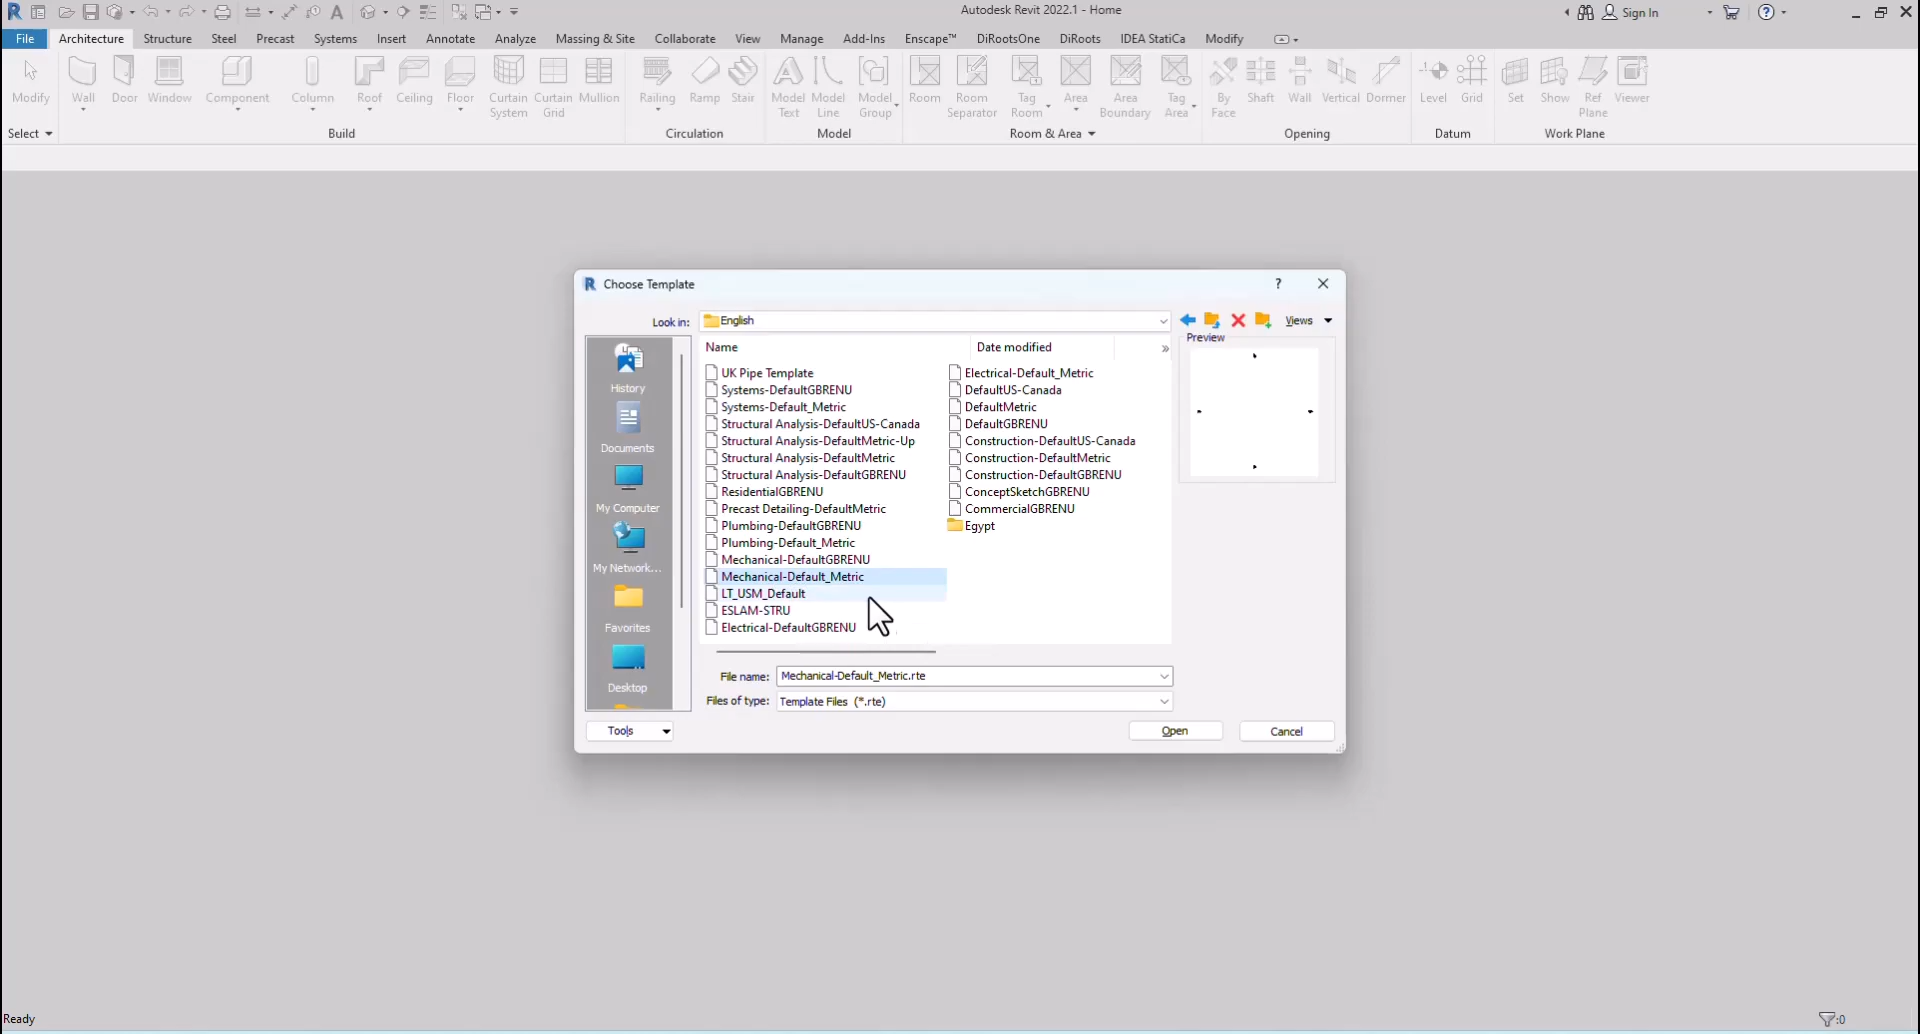 Autodesk Revit 2022.1 - Home
Sign In
File Architecture Structure Steel Precast Systems Insert Annotate Analyze Massing & Site Collaborate View Manage Add-Ins Enscape™ DiRootsOne DiRoots IDEA StatiCa Modify
Modify Wall Door Window Component Column Roof Ceiling Floor Curtain System Curtain Grid Mullion Railing Ramp Stair Model Text Model Line Model Group Room Room Separator Tag Room Area Area Boundary Tag Area By Face Shaft Wall Vertical Dormer Level Grid Set Show Ref Plane Viewer
Select Build Circulation Model Room & Area Opening Datum Work Plane
Choose Template
Look in: English Views
Preview
Name Date modified
History
Documents
My Computer
My Network...
Favorites
Desktop
UK Pipe Template
Systems-DefaultGBRENU
Systems-Default_Metric
Structural Analysis-DefaultUS-Canada
Structural Analysis-DefaultMetric-Up
Structural Analysis-DefaultMetric
Structural Analysis-DefaultGBRENU
ResidentialGBRENU
Precast Detailing-DefaultMetric
Plumbing-DefaultGBRENU
Plumbing-Default_Metric
Mechanical-DefaultGBRENU
Mechanical-Default_Metric
LT_USM_Default
ESLAM-STRU
Electrical-DefaultGBRENU
Electrical-Default_Metric
DefaultUS-Canada
DefaultMetric
DefaultGBRENU
Construction-DefaultUS-Canada
Construction-DefaultMetric
Construction-DefaultGBRENU
ConceptSketchGBRENU
CommercialGBRENU
Egypt
File name: Mechanical-Default_Metric.rte
Files of type: Template Files (*.rte)
Tools Open Cancel
Ready :0